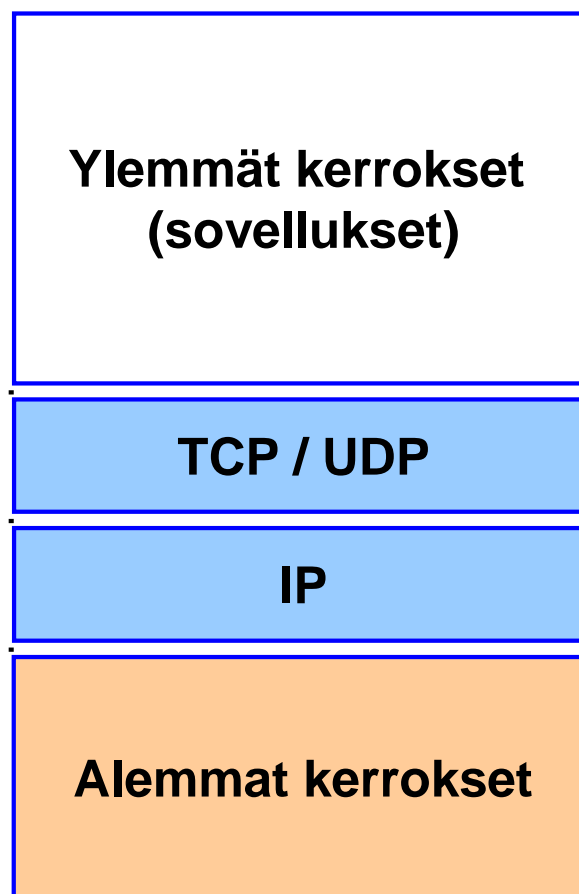 Ylemmät kerrokset
(sovellukset)
TCP / UDP
IP
Alemmat kerrokset